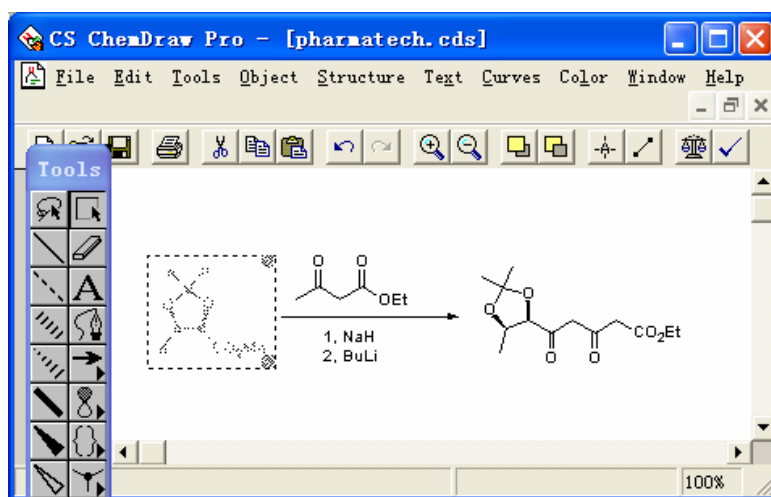 CS ChemDraw Pro - [pharmatech.cds]
File Edit Tools Object Structure Text Curves Color Window Help
Tools
A
O O
OEt
1, NaH
2, BuLi
O O
CO2Et
O O
100%